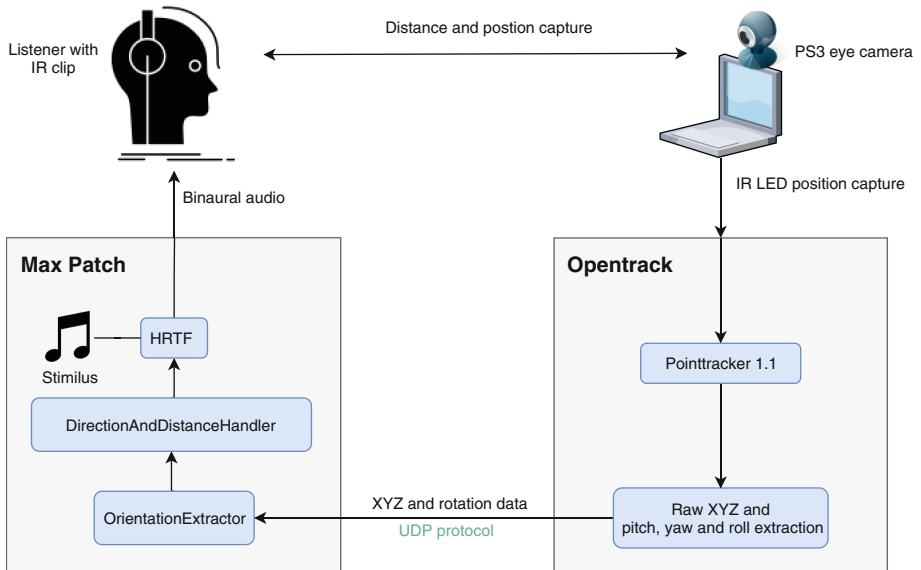 Listener with
IR clip
Distance and postion capture
PS3 eye camera
Binaural audio
IR LED position capture
Max Patch
Opentrack
HRTF
Stimilus
Pointtracker 1.1
DirectionAndDistanceHandler
OrientationExtractor
XYZ and rotation data
UDP protocol
Raw XYZ and
pitch, yaw and roll extraction